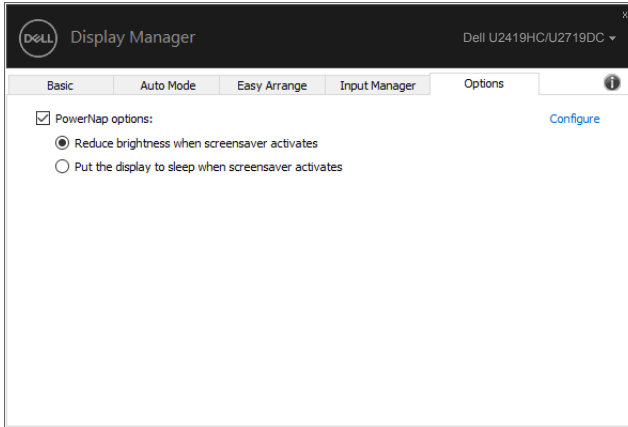 x
DELL Display Manager Dell U2419HC/U2719DC
Basic Auto Mode Easy Arrange Input Manager Options
PowerNap options: Configure
Reduce brightness when screensaver activates
Put the display to sleep when screensaver activates